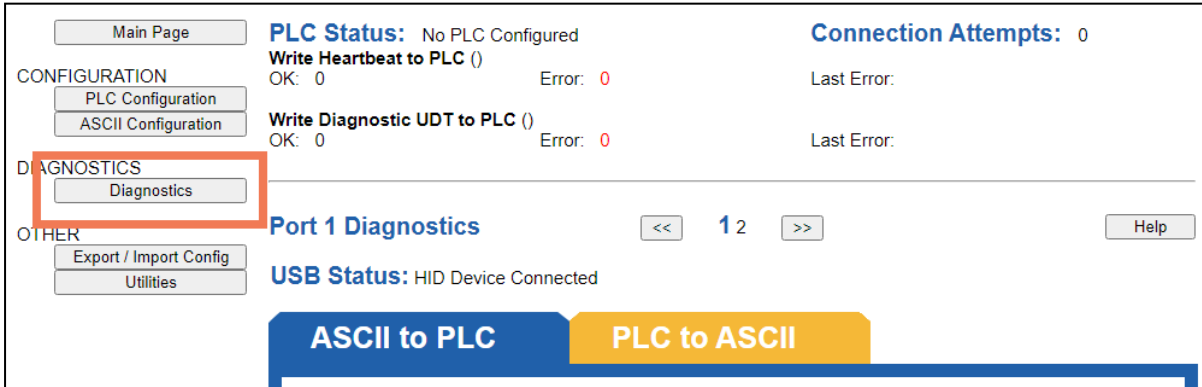 Main Page
CONFIGURATION
PLC Configuration
ASCII Configuration
DIAGNOSTICS
Diagnostics
OTHER
Export / Import Config
Utilities
PLC Status: No PLC Configured
Connection Attempts: 0
Write Heartbeat to PLC ()
OK: 0 Error: 0 Last Error:
Write Diagnostic UDT to PLC ()
OK: 0 Error: 0 Last Error:
Port 1 Diagnostics << 1 2 >> Help
USB Status: HID Device Connected
ASCII to PLC PLC to ASCII